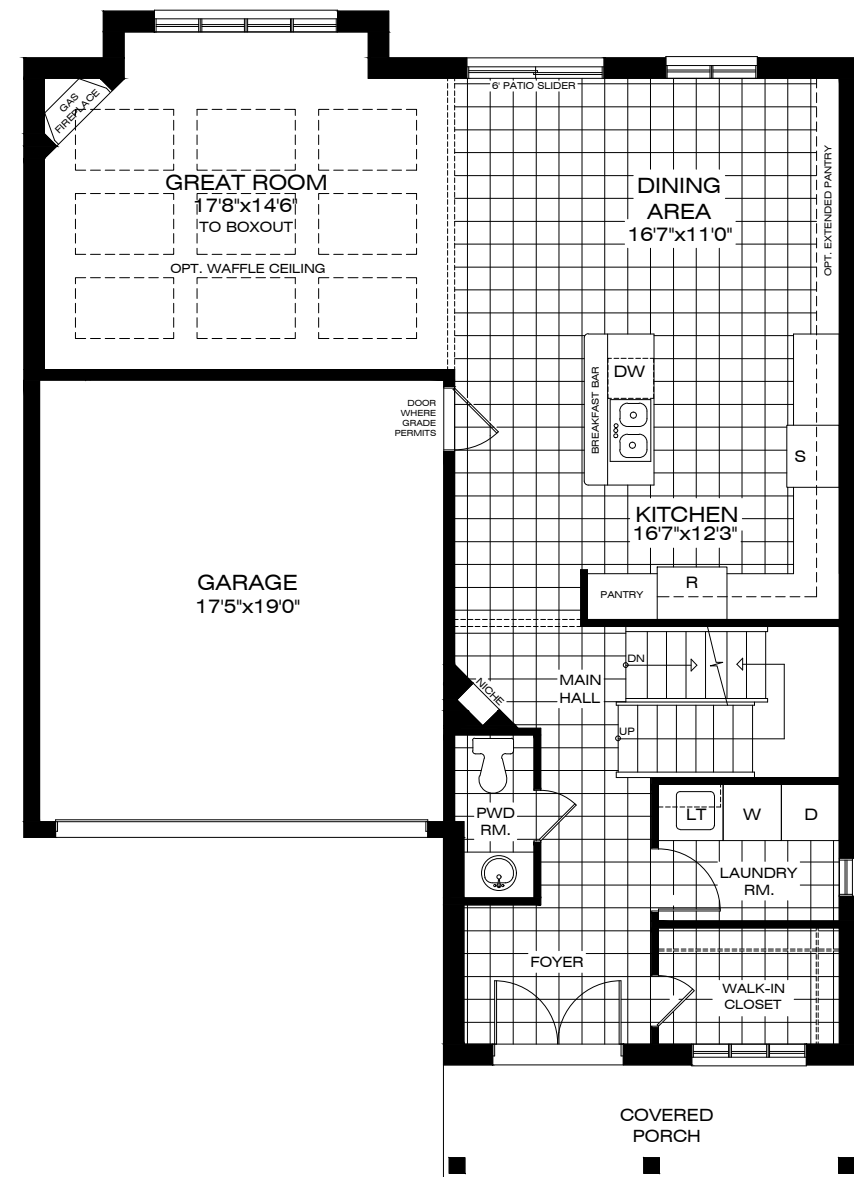 6' PATIO SLIDER
GAS
FIREPLACE
GREAT ROOM
17'8"x14'6"
TO BOXOUT
OPT. WAFFLE CEILING
DINING
AREA
16'7"x11'0"
OPT. EXTENDED PANTRY
BREAKFAST BAR
DW
DOOR
WHERE
GRADE
PERMITS
S
KITCHEN
16'7"x12'3"
GARAGE
17'5"x19'0"
PANTRY
R
DN
MAIN
HALL
NICHE
UP
PWD
RM.
LT
W
D
LAUNDRY
RM.
FOYER
WALK-IN
CLOSET
COVERED
PORCH